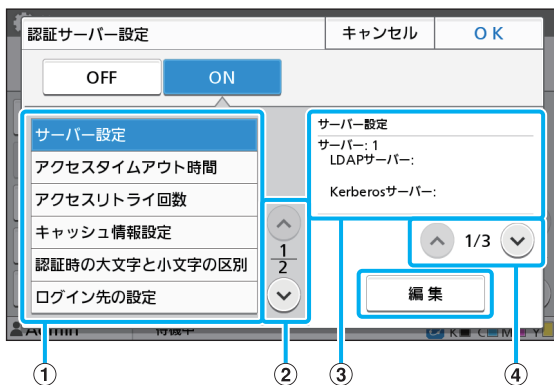 認証サーバー設定
キャンセル
OK
OFF
ON
サーバー設定
アクセスタイムアウト時間
アクセスリトライ回数
キャッシュ情報設定
認証時の大文字と小文字の区別
ログイン先の設定
1
2
サーバー設定
サーバー: 1
LDAPサーバー:
Kerberosサーバー:
1/3
編集
Admin
待機中
K C M Y
① ② ③ ④